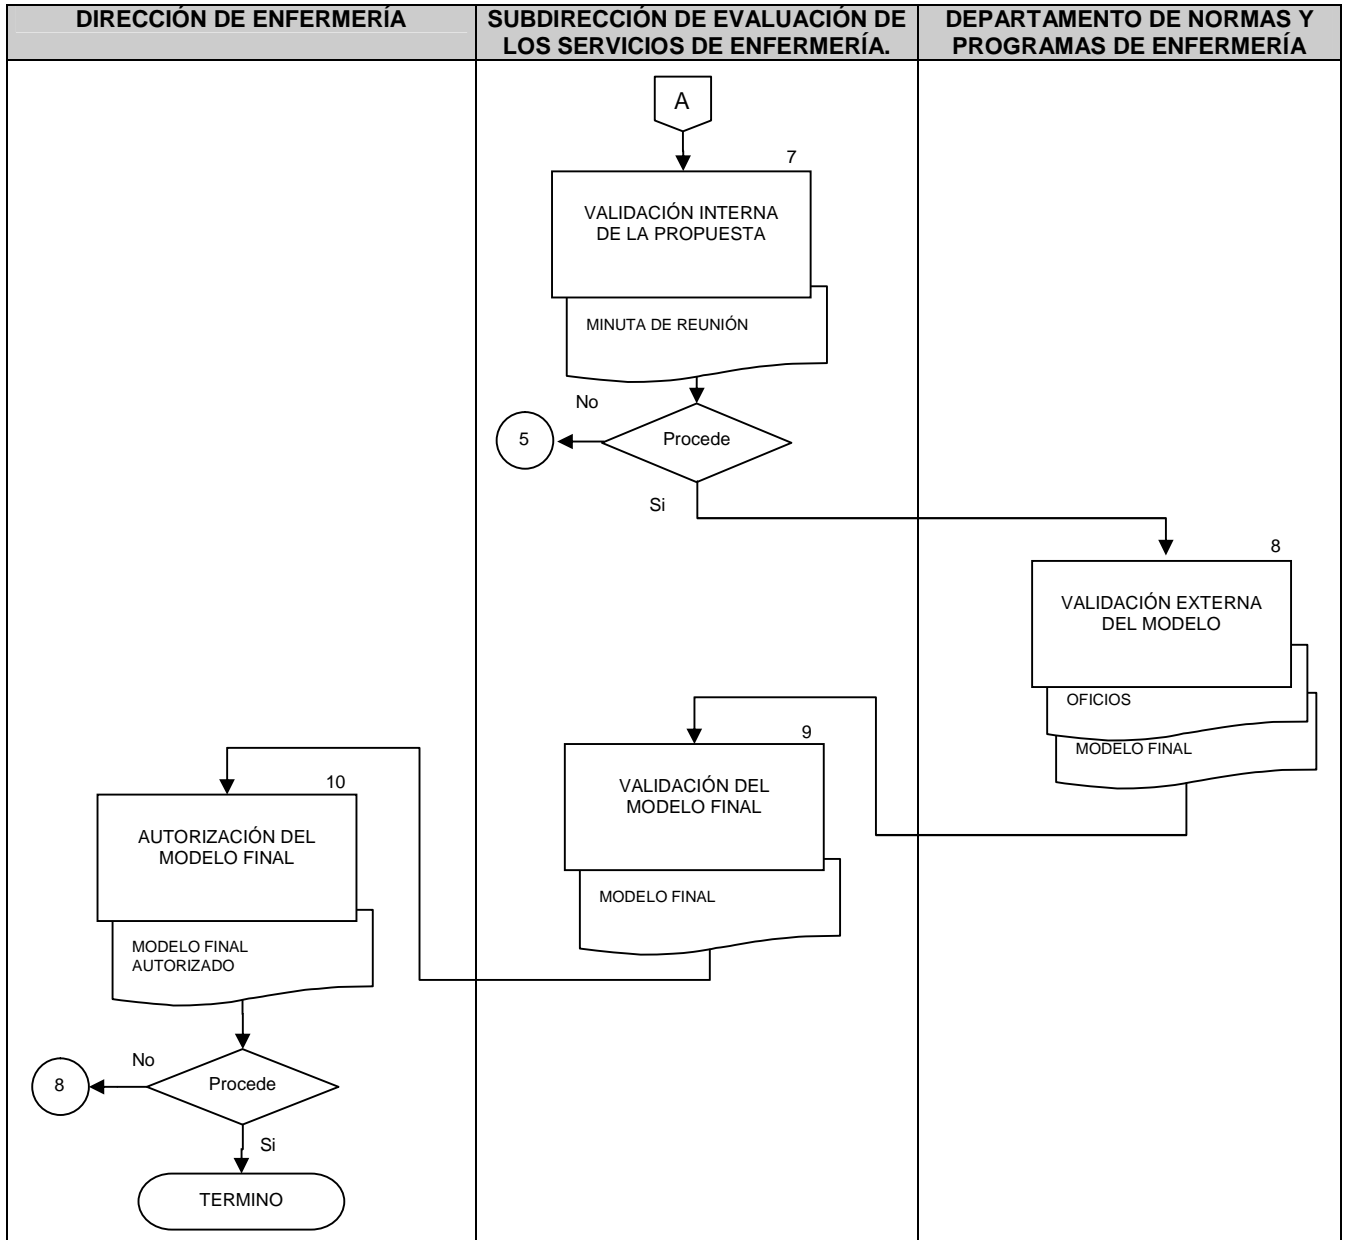 DIRECCIÓN DE ENFERMERÍA
SUBDIRECCIÓN DE EVALUACIÓN DE
LOS SERVICIOS DE ENFERMERÍA.
DEPARTAMENTO DE NORMAS Y
PROGRAMAS DE ENFERMERÍA
A
7
VALIDACIÓN INTERNA
DE LA PROPUESTA
MINUTA DE REUNIÓN
No
5
Procede
Si
8
VALIDACIÓN EXTERNA
DEL MODELO
OFICIOS
MODELO FINAL
9
VALIDACIÓN DEL
MODELO FINAL
MODELO FINAL
10
AUTORIZACIÓN DEL
MODELO FINAL
MODELO FINAL
AUTORIZADO
No
8
Procede
Si
TERMINO